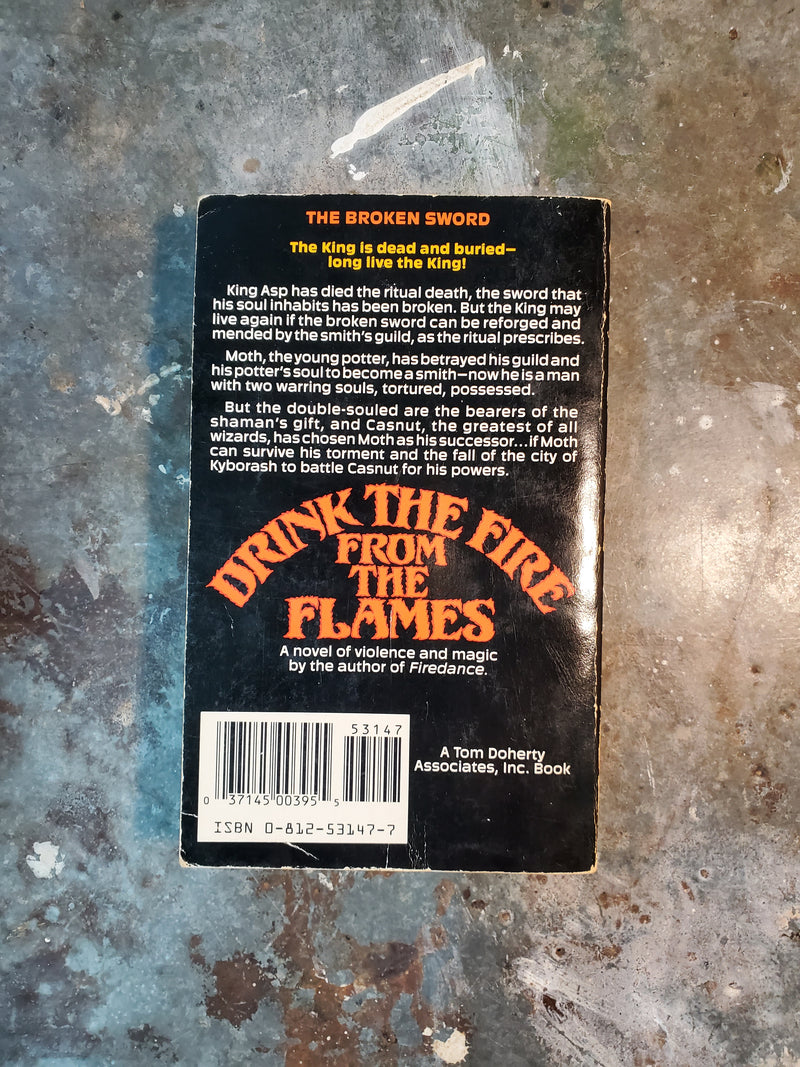 THE BROKEN SWORD
The King is dead and buried—
long live the King!
King Asp has died the ritual death, the sword that
his soul inhabits has been broken. But the King may
live again if the broken sword can be reforged and
mended by the smith's guild, as the ritual prescribes.
Moth, the young potter, has betrayed his guild and
his potter's soul to become a smith—now he is a man
with two warring souls, tortured, possessed.
But the double-souled are the bearers of the
shaman's gift, and Casnut, the greatest of all
wizards, has chosen Moth as his successor...if Moth
can survive his torment and the fall of the city of
Kyborash to battle Casnut for his powers.
DRINK THE FIRE
FROM
THE
FLAMES
A novel of violence and magic
by the author of Firedance.
53147
0 37145 00395 5
ISBN 0-812-53147-7
A Tom Doherty
Associates, Inc. Book